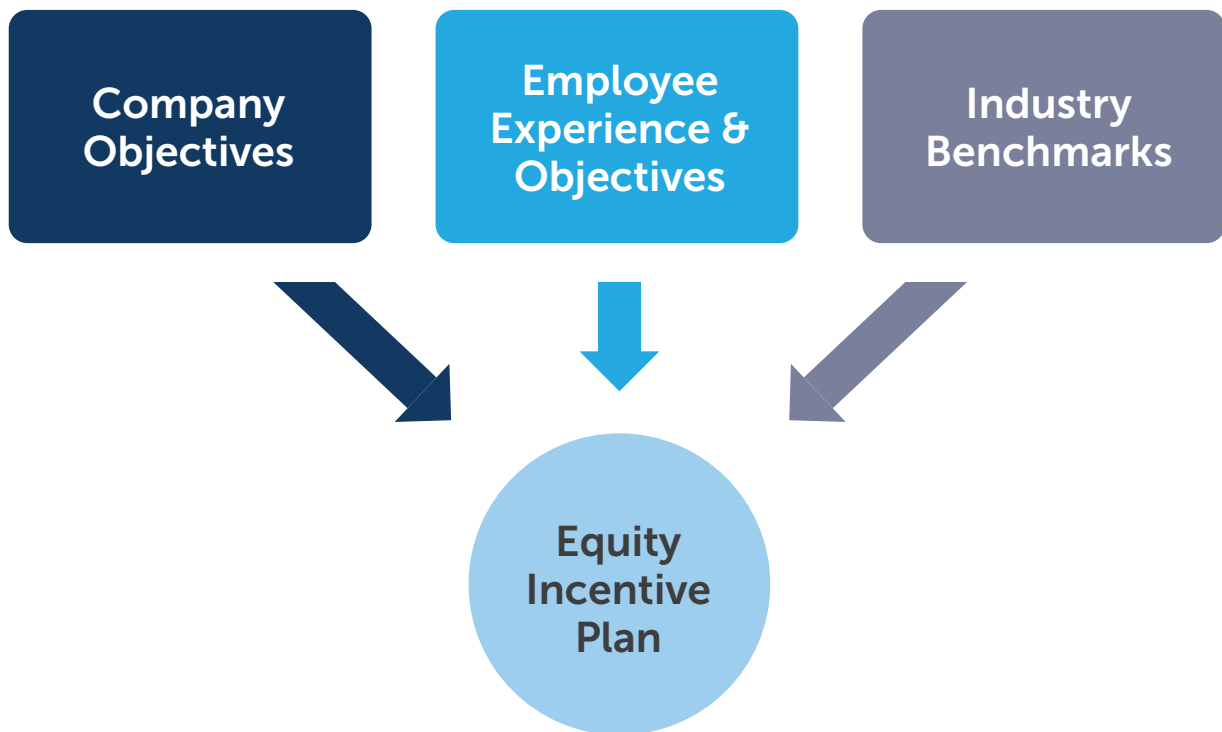 Company
Objectives
Employee
Experience &
Objectives
Industry
Benchmarks
Equity
Incentive
Plan